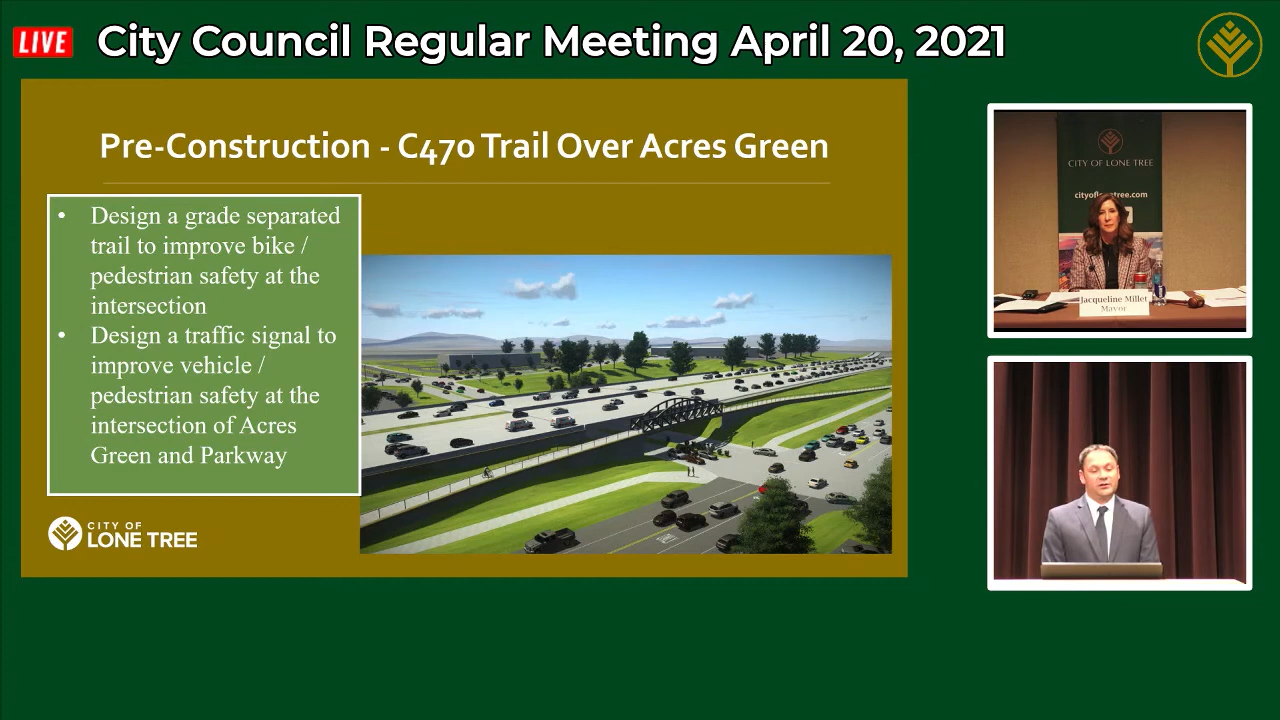 LIVE
City Council Regular Meeting April 20, 2021
Pre-Construction - C470 Trail Over Acres Green
• Design a grade separated
trail to improve bike /
pedestrian safety at the
intersection
• Design a traffic signal to
improve vehicle /
pedestrian safety at the
intersection of Acres
Green and Parkway
CITY OF
LONE TREE
CITY OF LONE TREE
Jacqueline Millet
Mayor